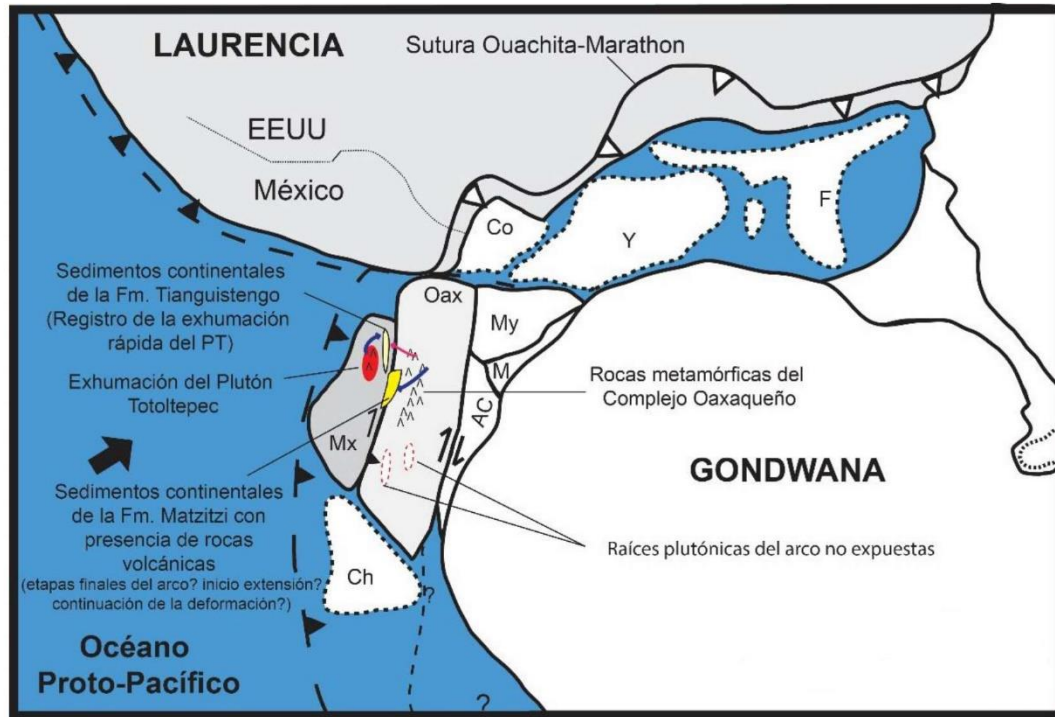 LAURENCIA
Sutura Ouachita-Marathon
EEUU
México
Co
Y
F
Sedimentos continentales
de la Fm. Tianguistengo
(Registro de la exhumación
rápida del PT)
Oax
My
M
Exhumación del Plutón
Totoltepec
Rocas metamórficas del
Complejo Oaxaqueño
AC
Mx
GONDWANA
Sedimentos continentales
de la Fm. Matzitzi con
presencia de rocas
volcánicas
(etapas finales del arco? inicio extensión?
continuación de la deformación?)
Raíces plutónicas del arco no expuestas
Ch
?
Océano
Proto-Pacífico
?